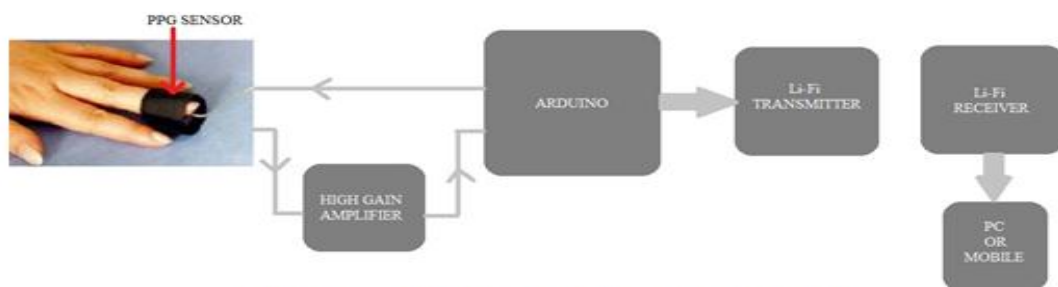 PPG SENSOR
ARDUINO
Li-Fi
TRANSMITTER
Li-Fi
RECEIVER
HIGH GAIN
AMPLIFIER
PC
OR
MOBILE